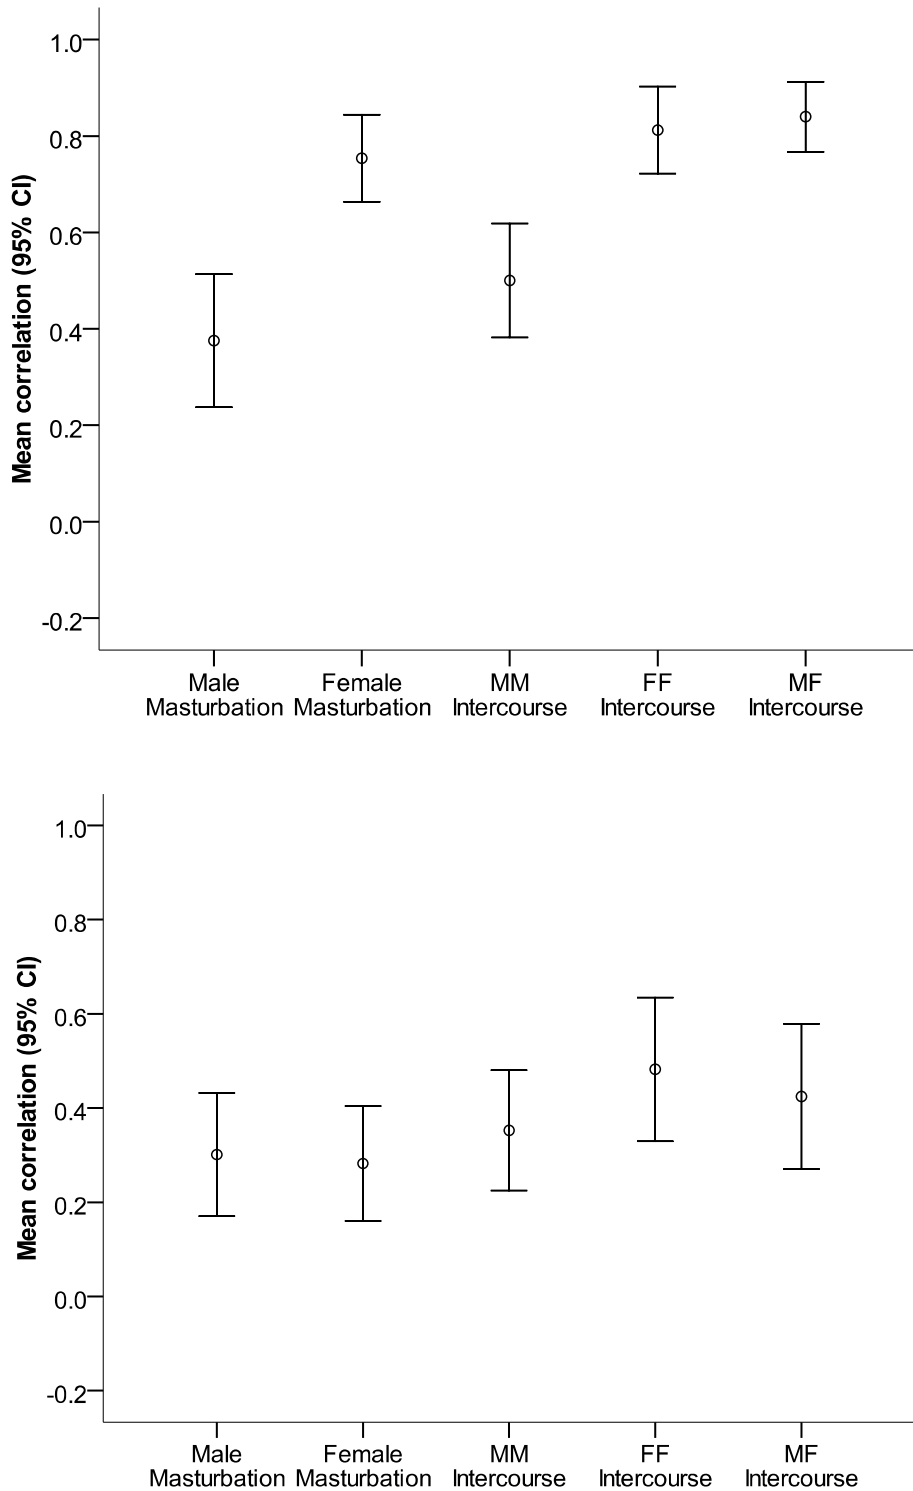 Mean correlation (95% CI)
1.0
0.8
0.6
0.4
0.2
0.0
-0.2
Male Female MM FF MF
Masturbation Masturbation Intercourse Intercourse Intercourse
Mean correlation (95% CI)
1.0
0.8
0.6
0.4
0.2
0.0
-0.2
Male Female MM FF MF
Masturbation Masturbation Intercourse Intercourse Intercourse